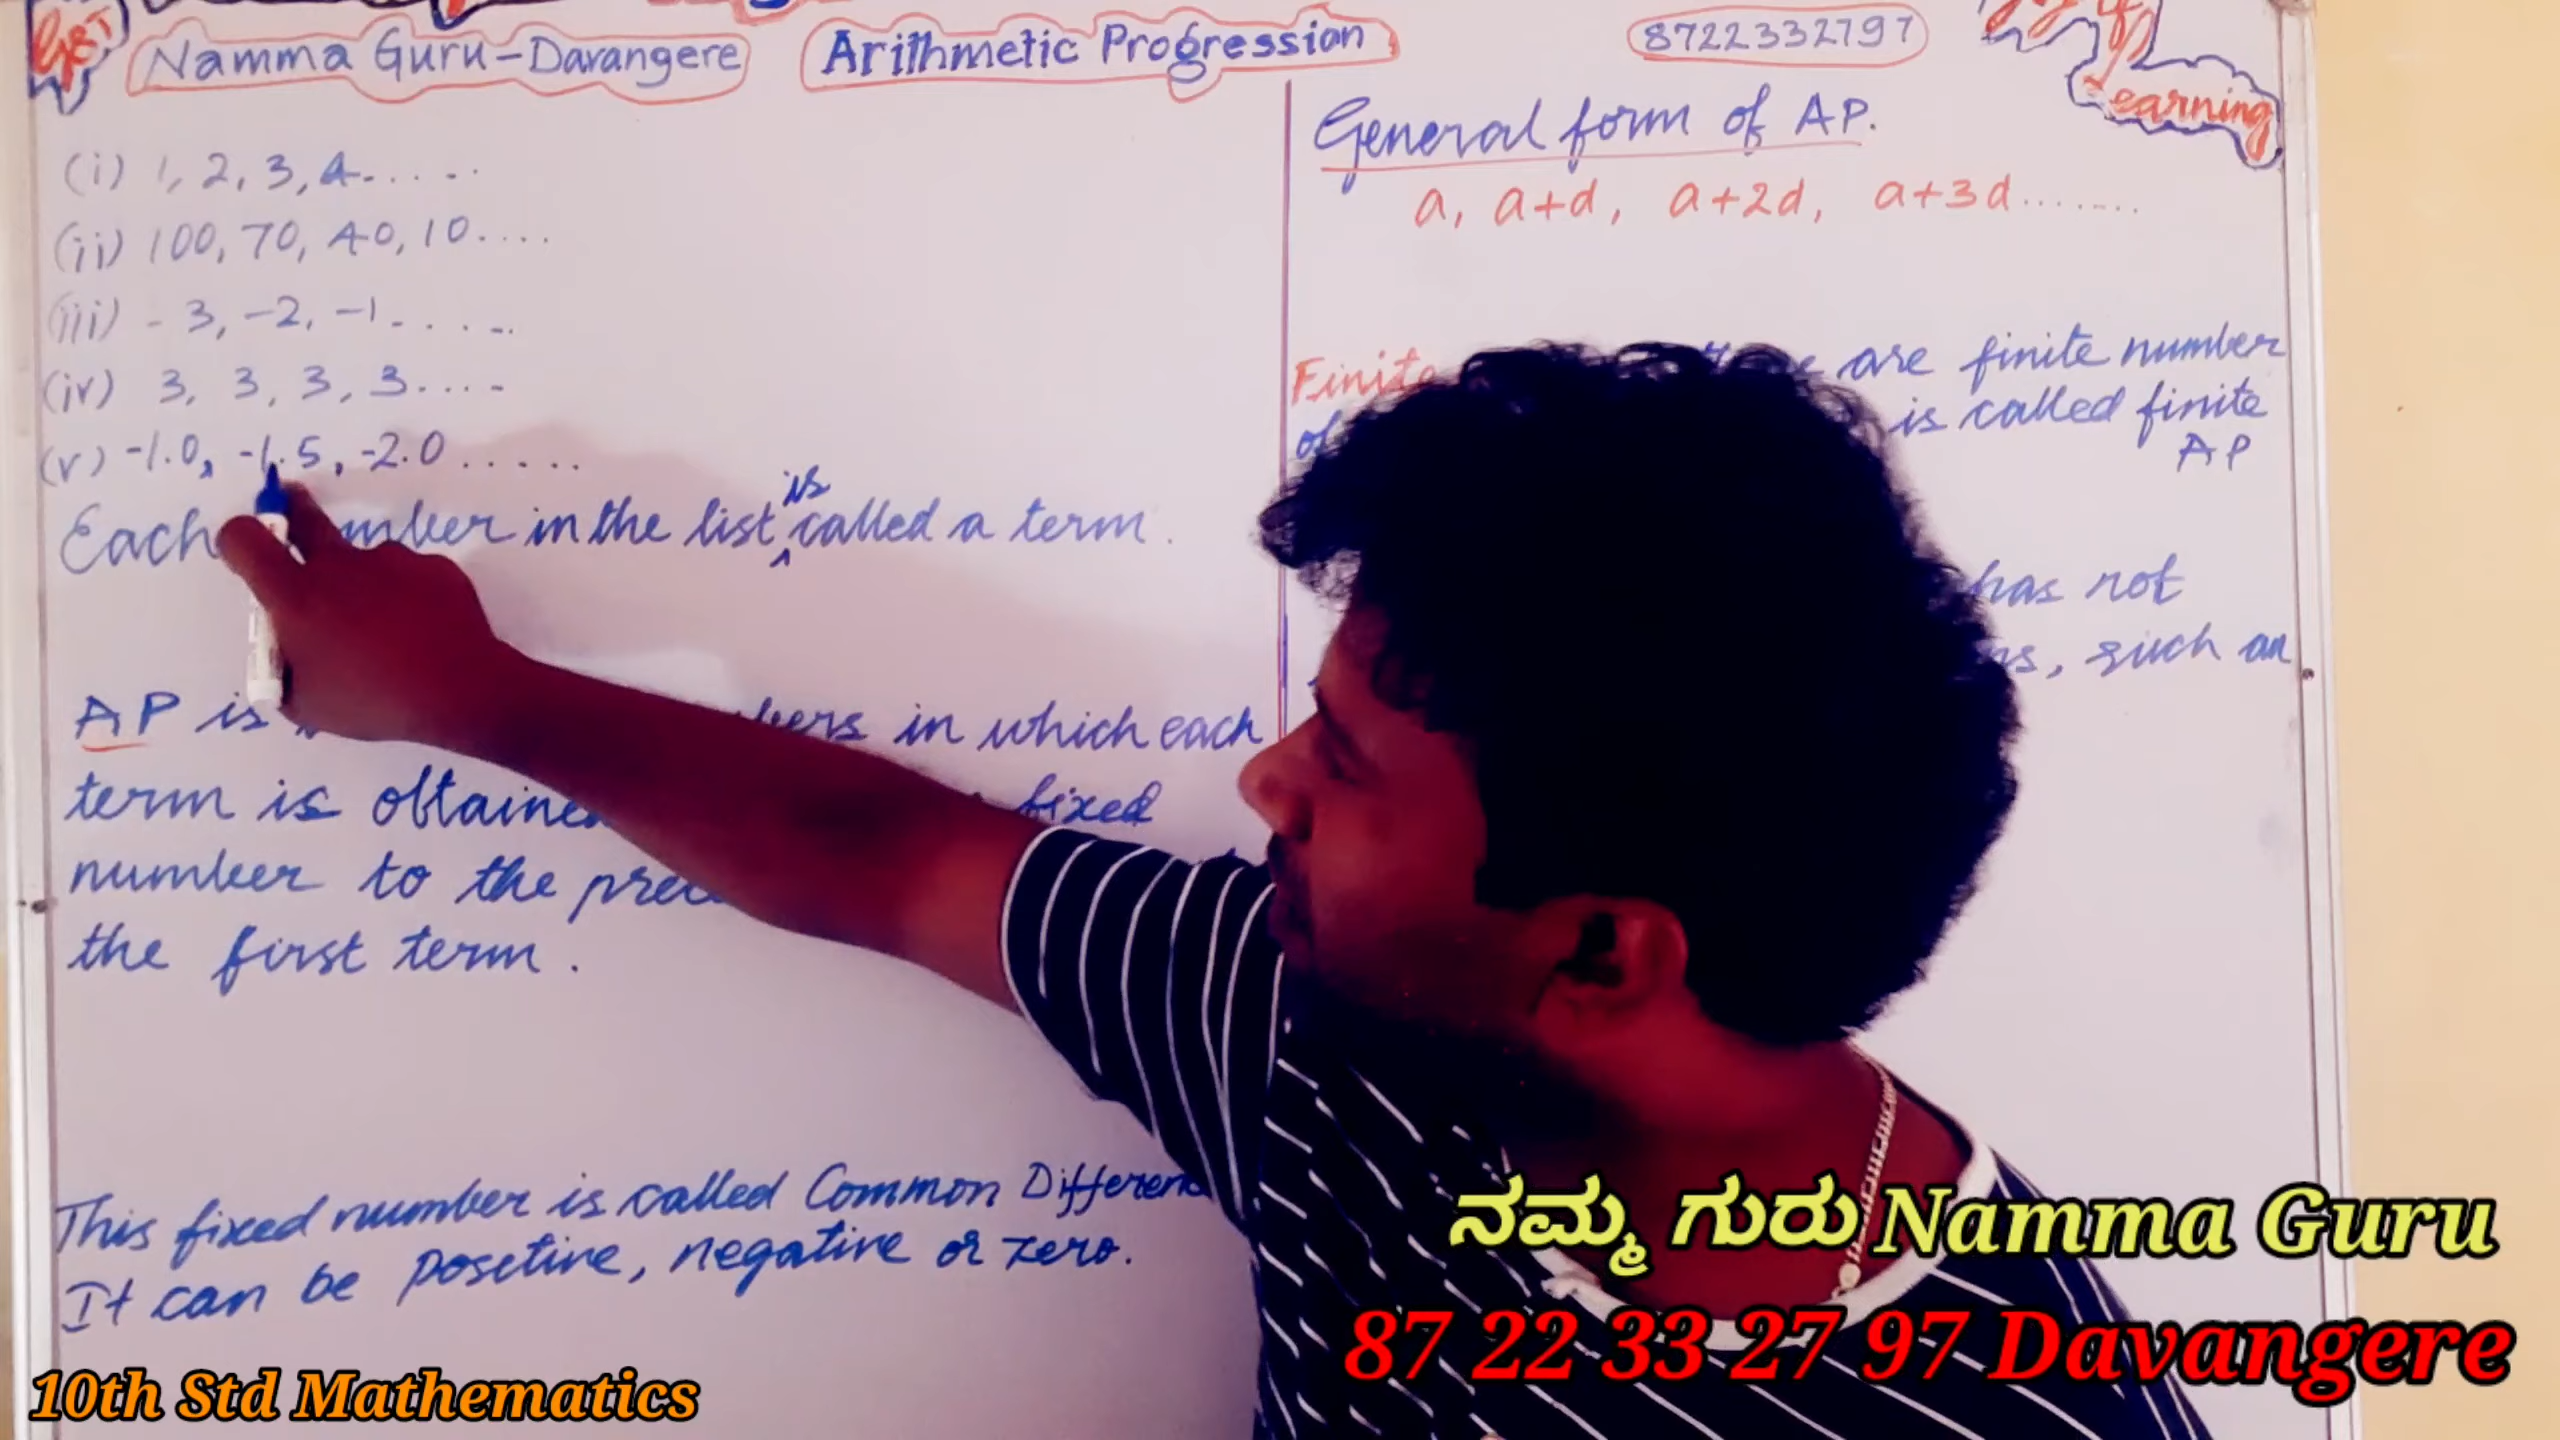 GST
Namma Guru-Davangere
Arithmetic Progression
8722332797
Learning
(i) 1, 2, 3, 4......
(ii) 100, 70, 40, 10....
(iii) -3, -2, -1.....
(iv) 3, 3, 3, 3....
(v) -1.0, -1.5, -2.0.....
Each number in the list is called a term.
AP is in which each
term is obtained fixed
number to the
the first term.
This fixed number is called Common
It can be posetive, negative or zero.
General form of AP.
a, a+d, a+2d, a+3d.......
Finite are finite number
of is called finite
AP
has not
such an
ನಮ್ಮ ಗುರು Namma Guru
87 22 33 27 97 Davangere
10th Std Mathematics